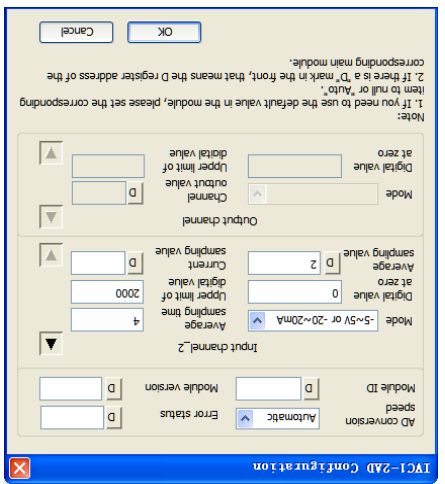 IVC1-2AD Configuration
AD conversion speed Automatic Error status D
Module ID D Module version D
Input channel_2
Mode -5~5V or -20~20mA Average sampling time 4
Digital value at zero 0 Upper limit of digital value 2000
Average sampling value D 2 Current sampling value D
Output channel
Mode Channel output value D
Digital value at zero Upper limit of digital value
Note:
1. If you need to use the default value in the module, please set the corresponding
item to null or "Auto".
2. If there is a "D" mark in the front, that means the D register address of the
corresponding main module.
OK Cancel